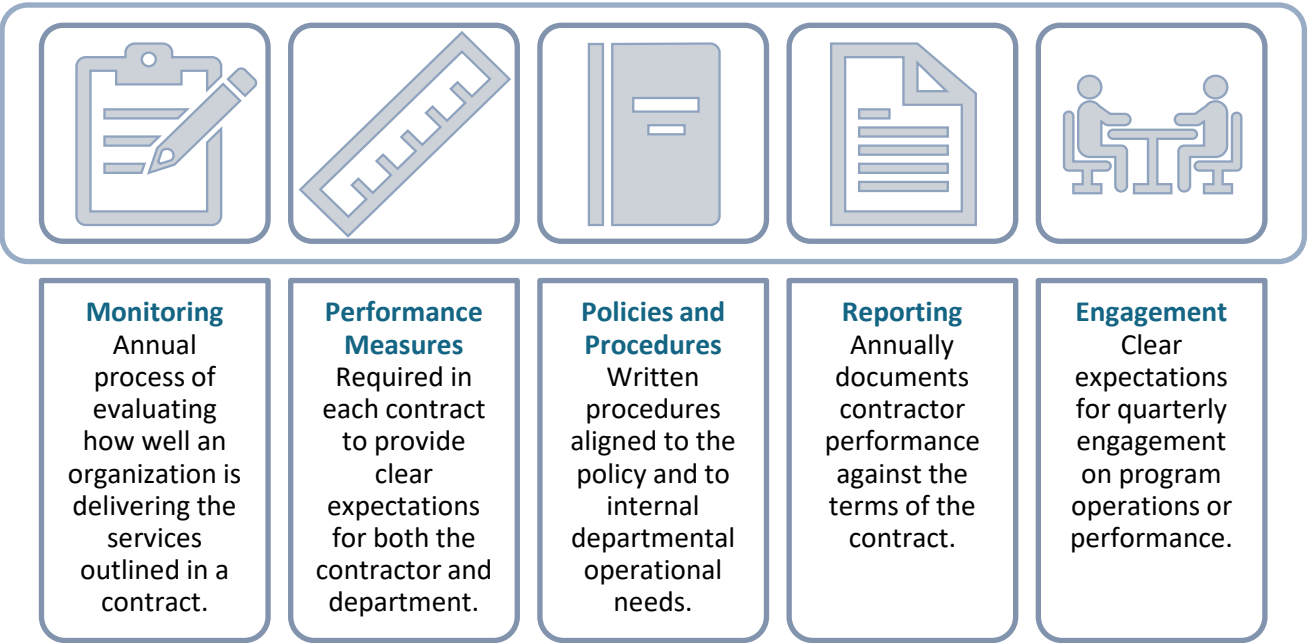 Monitoring
Annual
process of
evaluating
how well an
organization is
delivering the
services
outlined in a
contract.
Performance
Measures
Required in
each contract
to provide
clear
expectations
for both the
contractor and
department.
Policies and
Procedures
Written
procedures
aligned to the
policy and to
internal
departmental
operational
needs.
Reporting
Annually
documents
contractor
performance
against the
terms of the
contract.
Engagement
Clear
expectations
for quarterly
engagement
on program
operations or
performance.